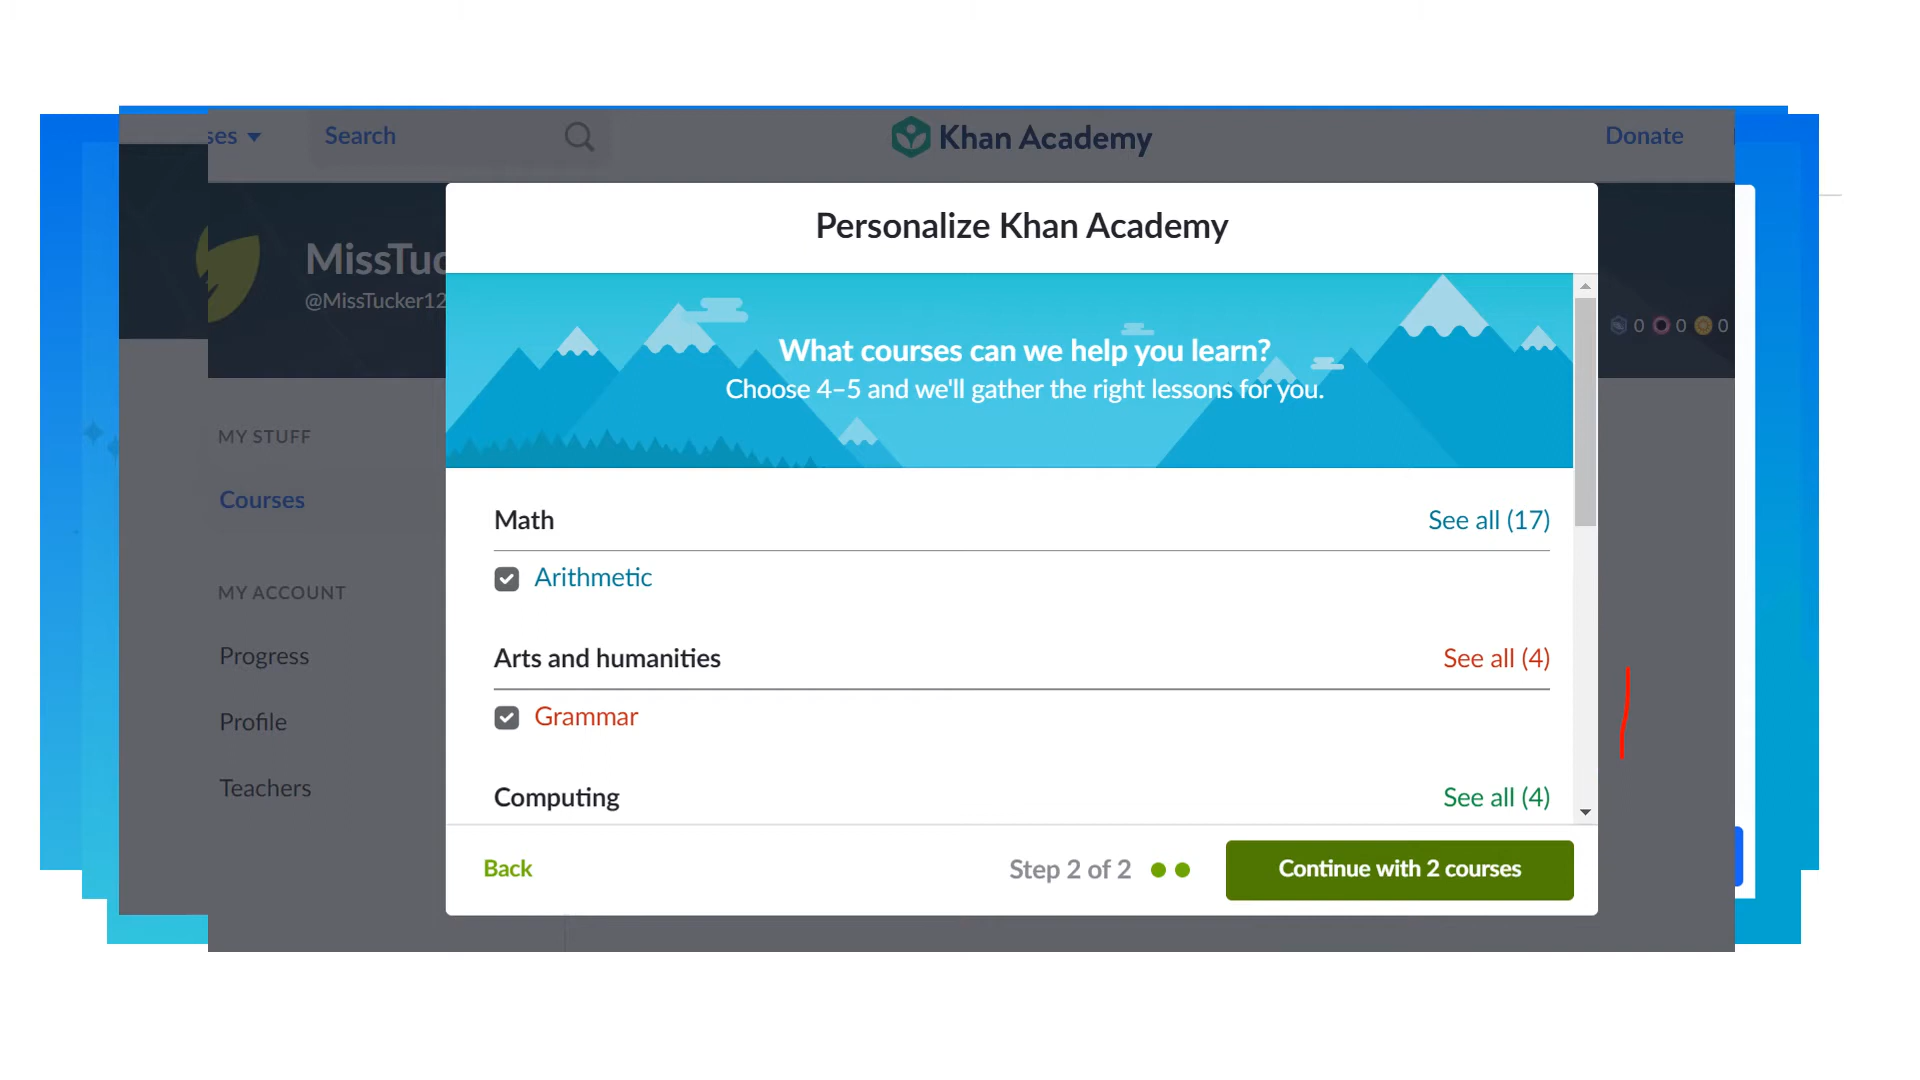 ses
Search
Khan Academy
Donate
Personalize Khan Academy
MissTuc
@MissTucker12
0 0 0
What courses can we help you learn?
Choose 4–5 and we'll gather the right lessons for you.
MY STUFF
Courses
MY ACCOUNT
Progress
Profile
Teachers
Math
See all (17)
Arithmetic
Arts and humanities
See all (4)
Grammar
Computing
See all (4)
Back
Step 2 of 2
Continue with 2 courses